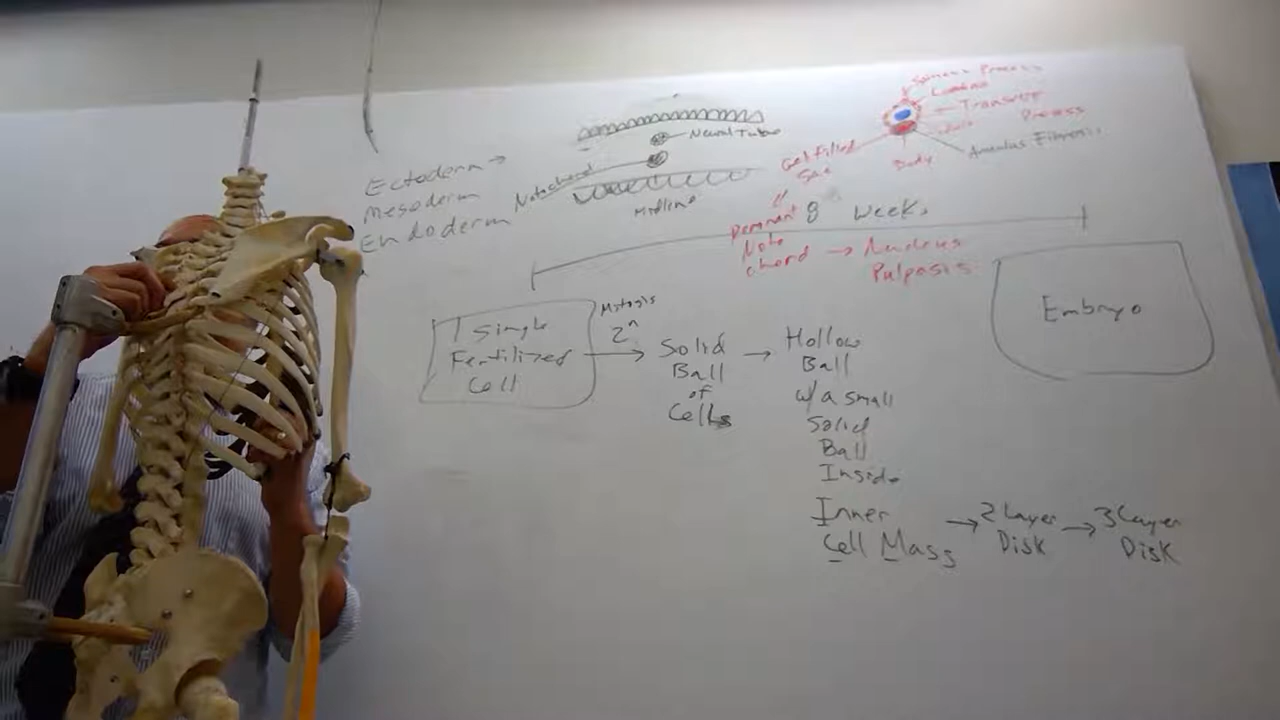 Spinous Process
Lamina
Transverse
Process
Body
Anulus Fibrosis
Neural Tube
Notochord
Midline
Ectoderm →
Mesoderm
Endoderm
Gel filled
Sac
"
Remnant
Noto
chord → Nucleus
Pulposis
8 Weeks
1 Single
Fertilized
Cell
Mitosis
2ⁿ
→ Solid
Ball
of
Cells
→ Hollow
Ball
w/a small
Solid
Ball
Inside
Inner
Cell Mass → 2 Layer
Disk → 3 Layer
Disk
Embryo